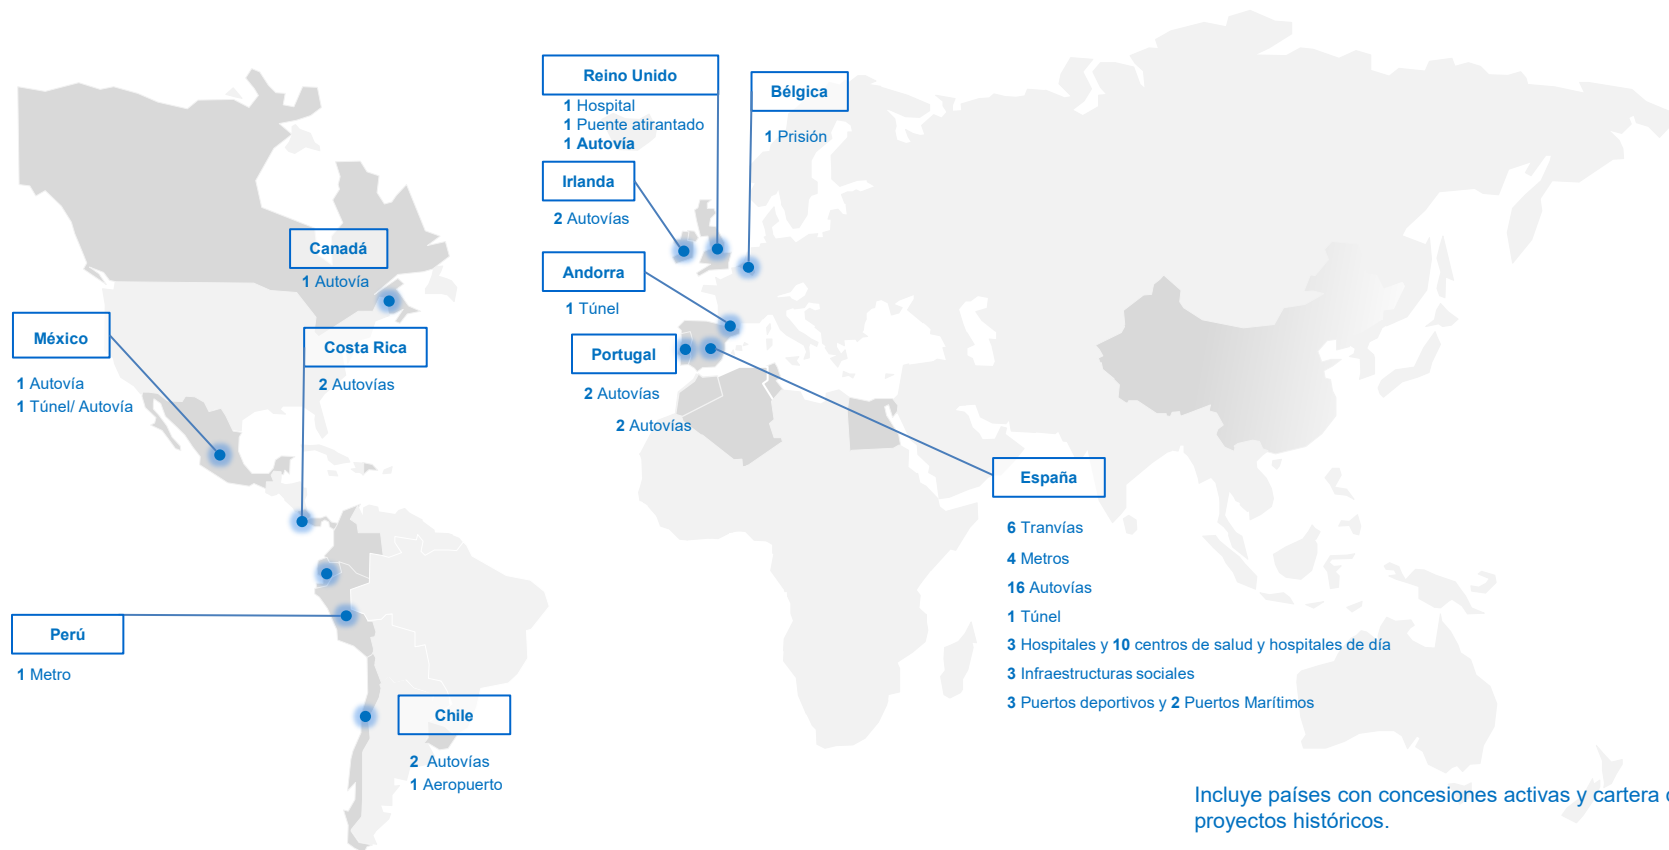 Reino Unido
1 Hospital
1 Puente atirantado
1 Autovía
Bélgica
1 Prisión
Irlanda
2 Autovías
Canadá
1 Autovía
Andorra
1 Túnel
México
1 Autovía
1 Túnel/ Autovía
Costa Rica
2 Autovías
Portugal
2 Autovías
2 Autovías
España
6 Tranvías
4 Metros
16 Autovías
1 Túnel
3 Hospitales y 10 centros de salud y hospitales de día
3 Infraestructuras sociales
3 Puertos deportivos y 2 Puertos Marítimos
Perú
1 Metro
Chile
2 Autovías
1 Aeropuerto
Incluye países con concesiones activas y cartera
proyectos históricos.